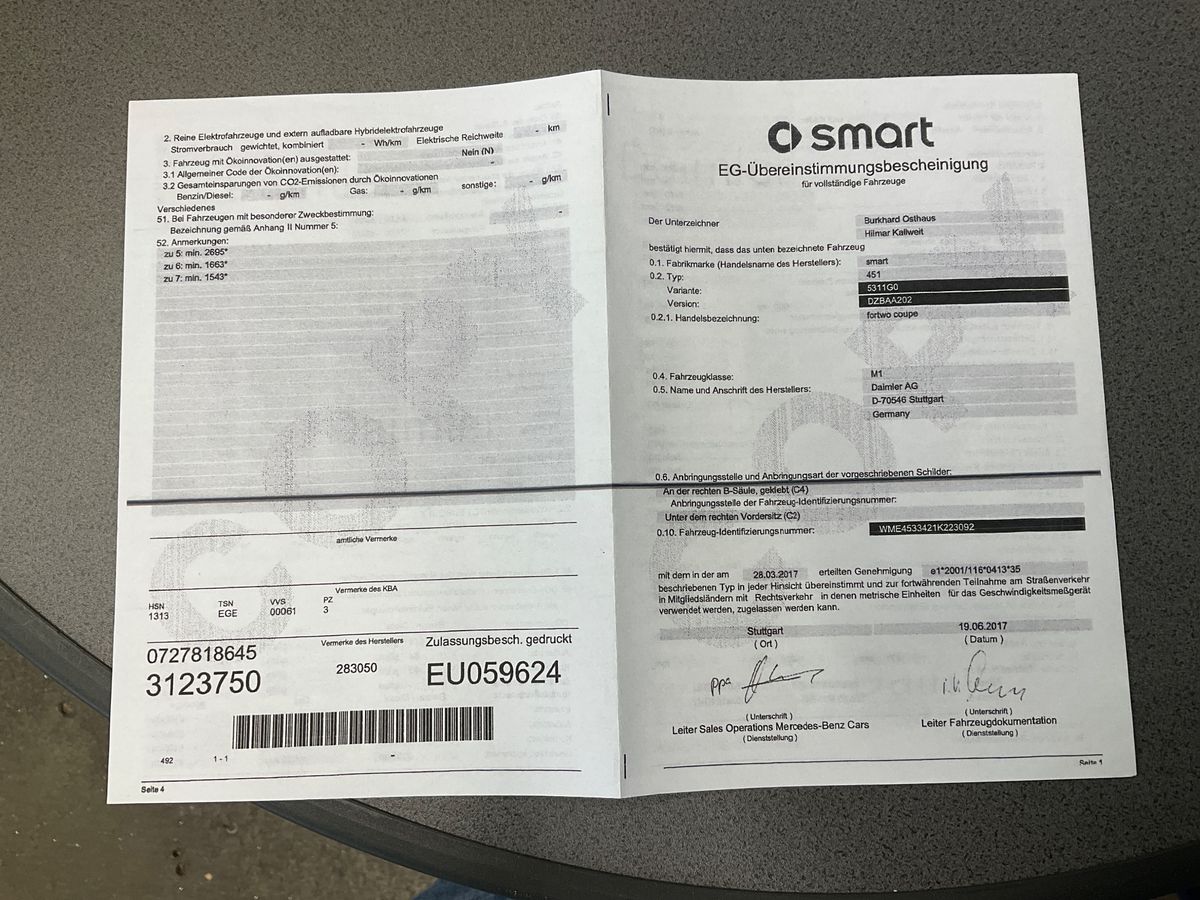 2. Reine Elektrofahrzeuge und extern aufladbare Hybridelektrofahrzeuge
Stromverbrauch gewichtet, kombiniert - Wh/km Elektrische Reichweite - km
3. Fahrzeug mit Ökoinnovation(en) ausgestattet: Nein (N)
3.1 Allgemeiner Code der Ökoinnovation(en): -
3.2 Gesamteinsparungen von CO2-Emissionen durch Ökoinnovationen
Benzin/Diesel: - g/km Gas: - g/km sonstige: - g/km
Verschiedenes
51. Bei Fahrzeugen mit besonderer Zweckbestimmung: -
Bezeichnung gemäß Anhang II Nummer 5:
52. Anmerkungen:
zu 5: min. 2695*
zu 6: min. 1663*
zu 7: min. 1543*
amtliche Vermerke
Vermerke des KBA
HSN TSN VVS PZ
1313 EGE 00061 3
Vermerke des Herstellers Zulassungsbesch. gedruckt
0727818645
3123750 283050 EU059624
492 1 - 1 -
Seite 4
smart
EG-Übereinstimmungsbescheinigung
für vollständige Fahrzeuge
Der Unterzeichner Burkhard Osthaus
Hilmar Kallweit
bestätigt hiermit, dass das unten bezeichnete Fahrzeug
0.1. Fabrikmarke (Handelsname des Herstellers): smart
0.2. Typ: 451
Variante: 5311G0
Version: DZBAA202
0.2.1. Handelsbezeichnung: fortwo coupe
0.4. Fahrzeugklasse: M1
0.5. Name und Anschrift des Herstellers: Daimler AG
D-70546 Stuttgart
Germany
0.6. Anbringungsstelle und Anbringungsart der vorgeschriebenen Schilder:
An der rechten B-Säule, geklebt (C4)
Anbringungsstelle der Fahrzeug-Identifizierungsnummer:
Unter dem rechten Vordersitz (C2)
0.10. Fahrzeug-Identifizierungsnummer: WME4533421K223092
mit dem in der am 28.03.2017 erteilten Genehmigung e1*2001/116*0413*35
beschriebenen Typ in jeder Hinsicht übereinstimmt und zur fortwährenden Teilnahme am Straßenverkehr
in Mitgliedsländern mit Rechtsverkehr in denen metrische Einheiten für das Geschwindigkeitsmeßgerät
verwendet werden, zugelassen werden kann.
Stuttgart 19.06.2017
( Ort ) ( Datum )
ppa i.V.
( Unterschrift ) ( Unterschrift )
Leiter Sales Operations Mercedes-Benz Cars Leiter Fahrzeugdokumentation
( Dienststellung ) ( Dienststellung )
Seite 1